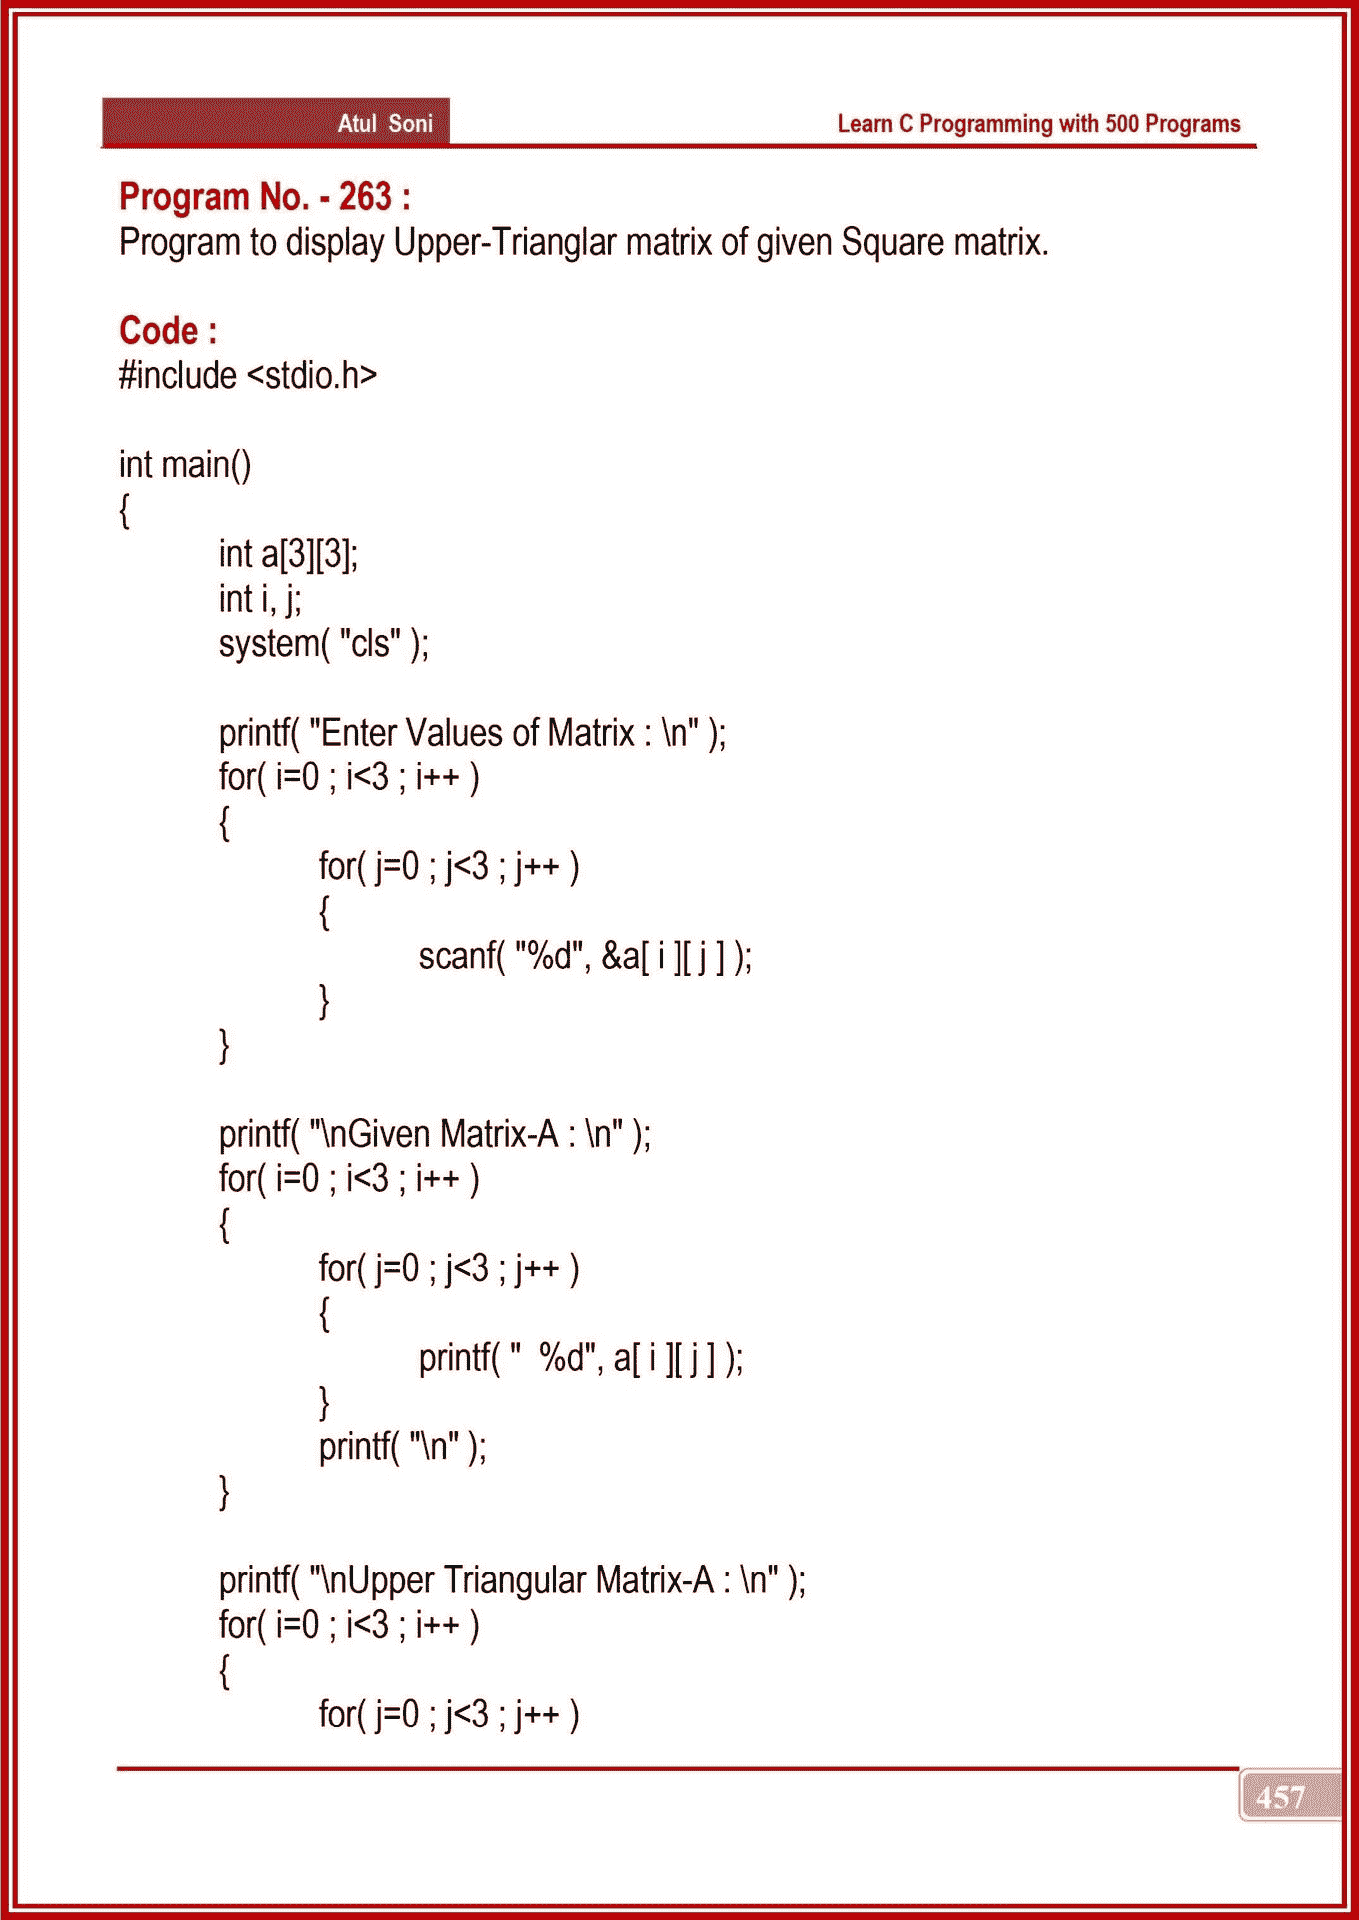 Atul Soni
Learn C Programming with 500 Programs
Program No. - 263 :
Program to display Upper-Trianglar matrix of given Square matrix.
Code :
#include <stdio.h>
int main()
{
int a[3][3];
int i, j;
system( "cls" );
printf( "Enter Values of Matrix : \n" );
for( i=0 ; i<3 ; i++ )
{
for( j=0 ; j<3 ; j++ )
{
scanf( "%d", &a[ i ][ j ] );
}
}
printf( "\nGiven Matrix-A : \n" );
for( i=0 ; i<3 ; i++ )
{
for( j=0 ; j<3 ; j++ )
{
printf( "  %d", a[ i ][ j ] );
}
printf( "\n" );
}
printf( "\nUpper Triangular Matrix-A : \n" );
for( i=0 ; i<3 ; i++ )
{
for( j=0 ; j<3 ; j++ )
457